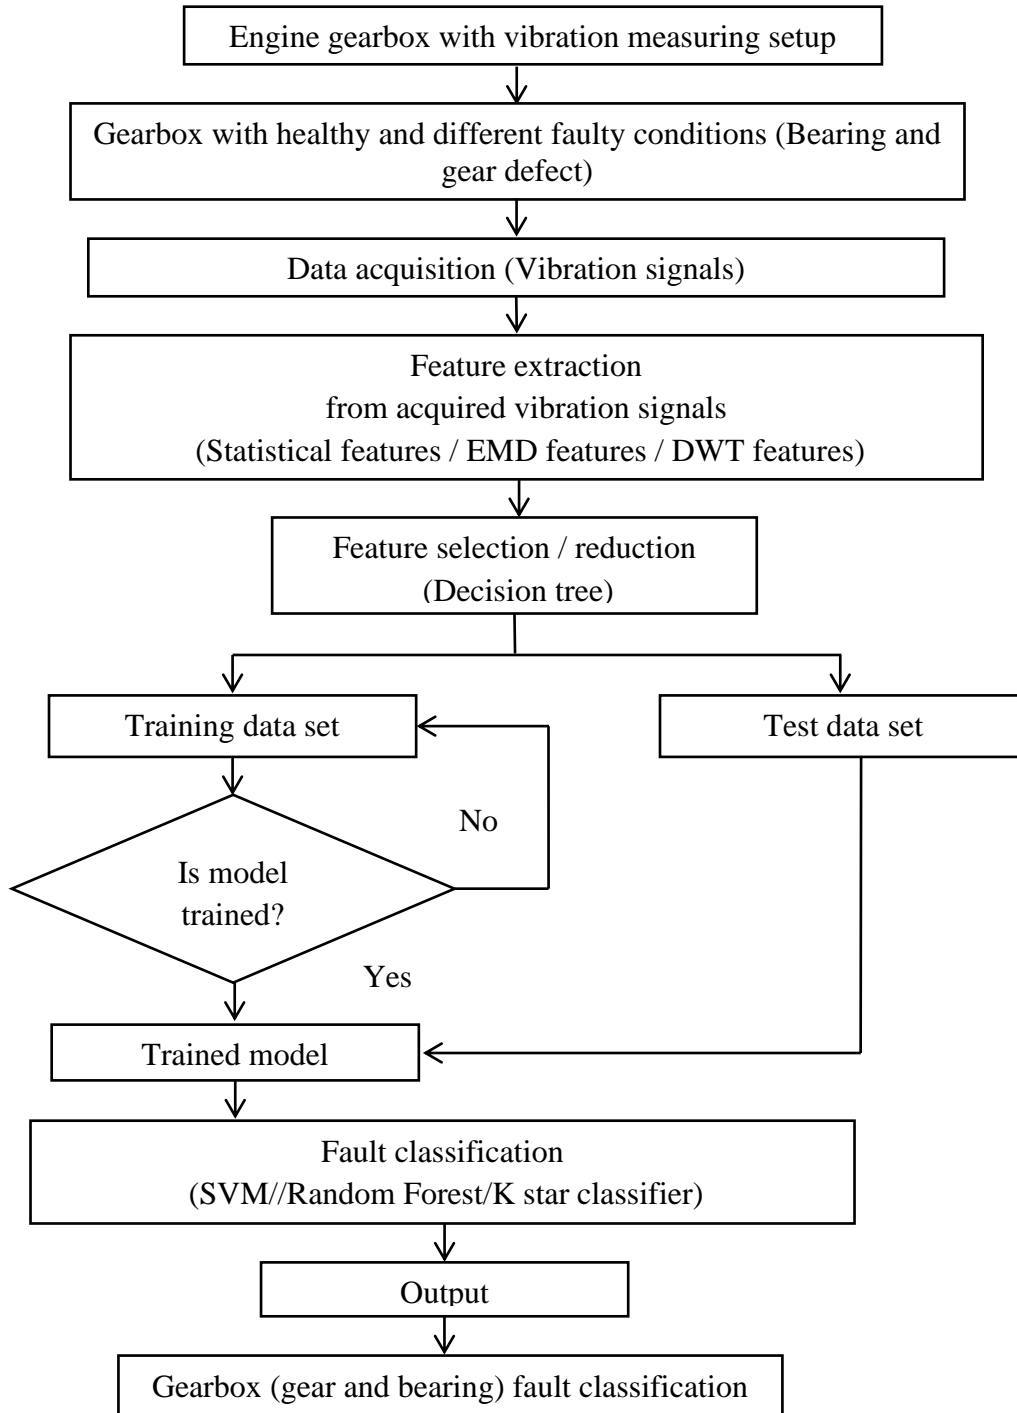 Engine gearbox with vibration measuring setup
Gearbox with healthy and different faulty conditions (Bearing and
gear defect)
Data acquisition (Vibration signals)
Feature extraction
from acquired vibration signals
(Statistical features / EMD features / DWT features)
Feature selection / reduction
(Decision tree)
Training data set
Test data set
No
Is model
trained?
Yes
Trained model
Fault classification
(SVM//Random Forest/K star classifier)
Output
Gearbox (gear and bearing) fault classification